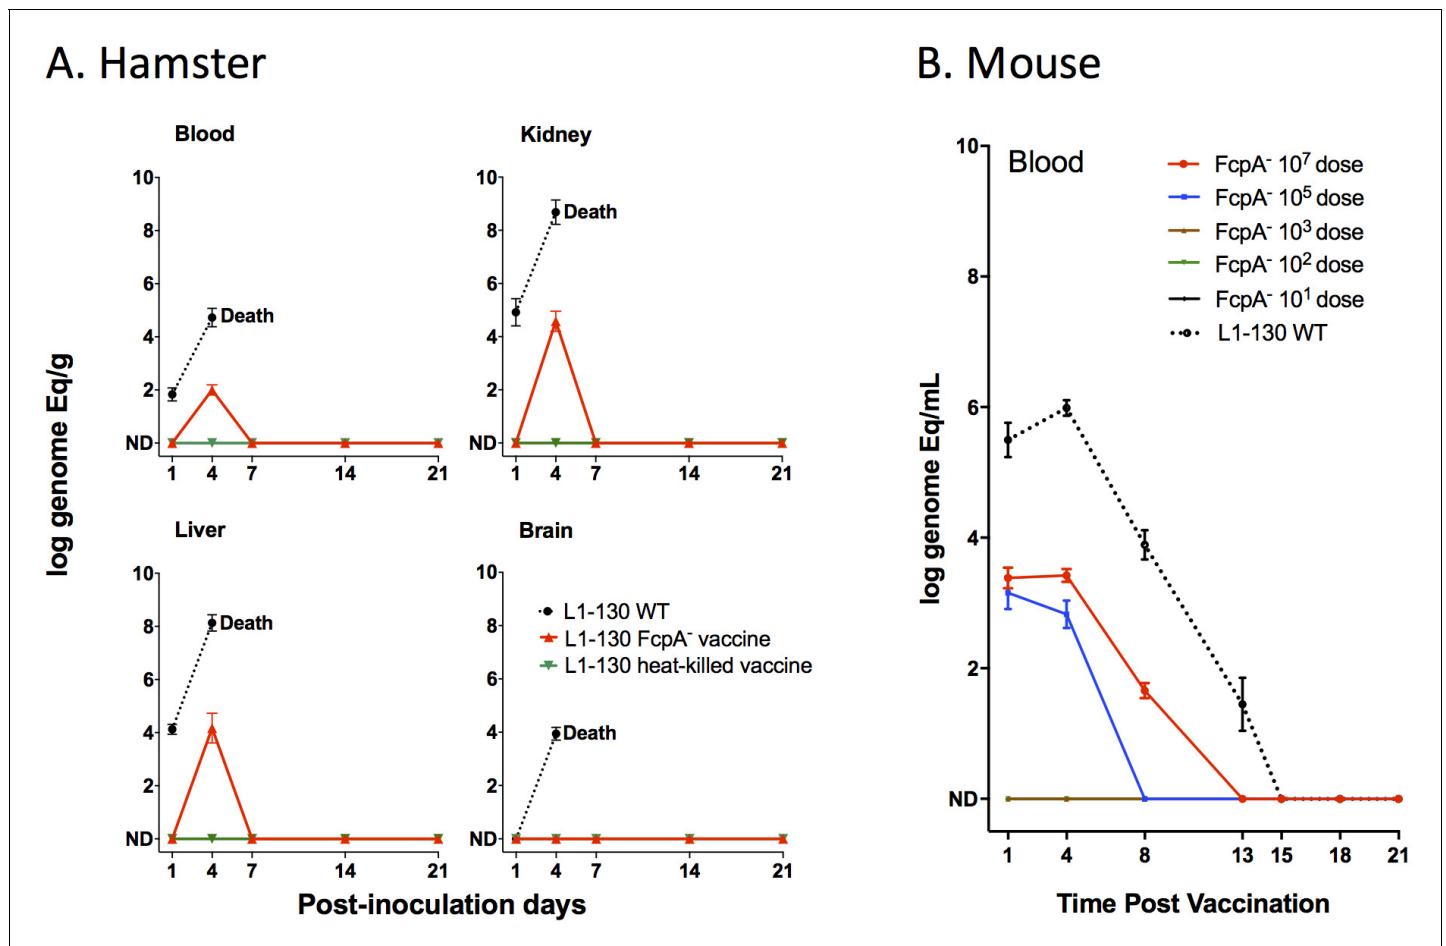 A. Hamster
Blood
10
8
6
4
2
ND
Death
1 4 7 14 21
Kidney
10
8
6
4
2
ND
Death
1 4 7 14 21
log genome Eq/g
Liver
10
8
6
4
2
ND
Death
1 4 7 14 21
Brain
10
8
6
4
2
ND
L1-130 WT
L1-130 FcpA⁻ vaccine
L1-130 heat-killed vaccine
Death
1 4 7 14 21
Post-inoculation days
B. Mouse
Blood
log genome Eq/mL
10
8
6
4
2
ND
FcpA⁻ 10⁷ dose
FcpA⁻ 10⁵ dose
FcpA⁻ 10³ dose
FcpA⁻ 10² dose
FcpA⁻ 10¹ dose
L1-130 WT
1 4 8 13 15 18 21
Time Post Vaccination